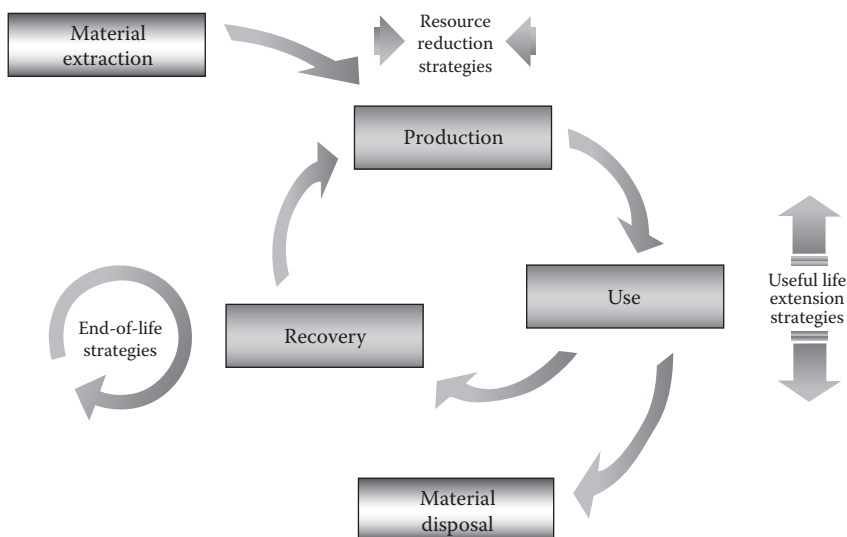 Material
extraction
Resource
reduction
strategies
Production
Use
Useful life
extension
strategies
End-of-life
strategies
Recovery
Material
disposal